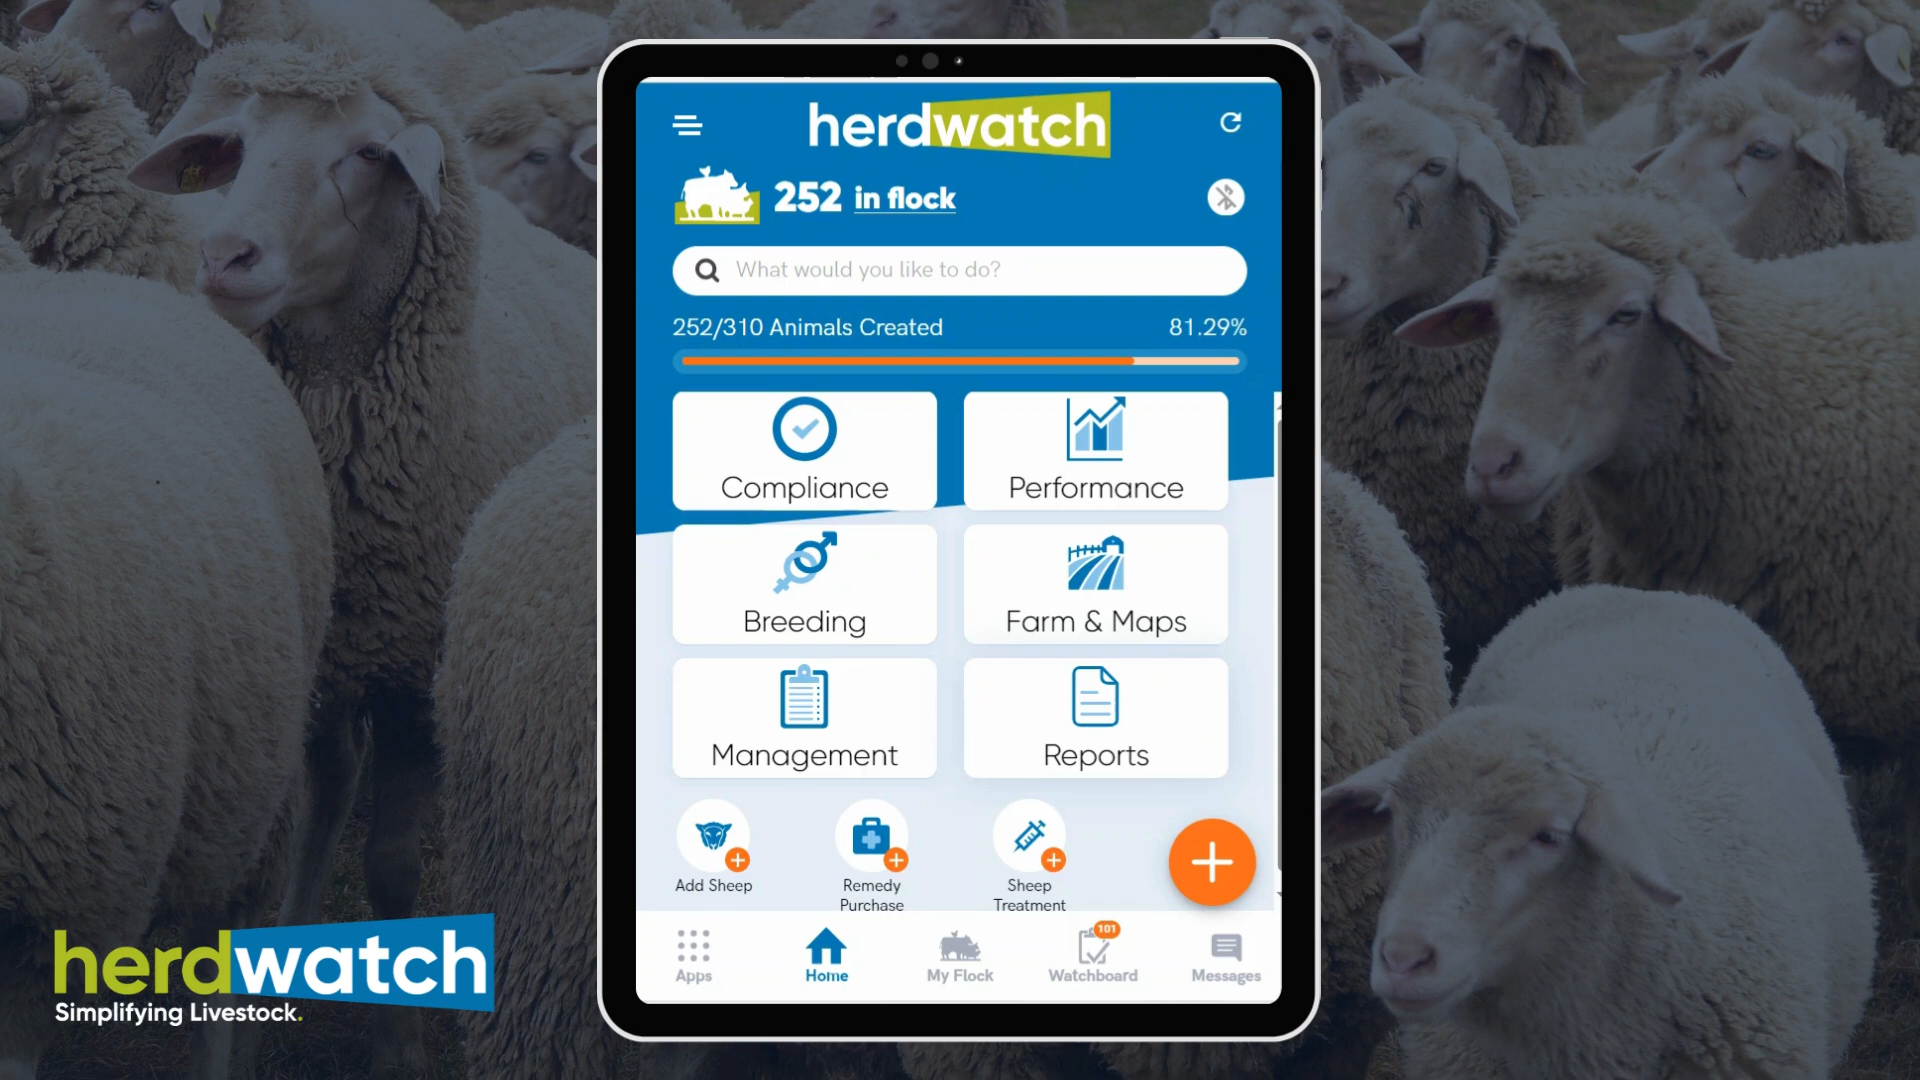 herdwatch
252 in flock
What would you like to do?
252/310 Animals Created 81.29%
Compliance
Performance
Breeding
Farm & Maps
Management
Reports
Add Sheep
Remedy
Purchase
Sheep
Treatment
Apps
Home
My Flock
101
Watchboard
Messages
herdwatch
Simplifying Livestock.